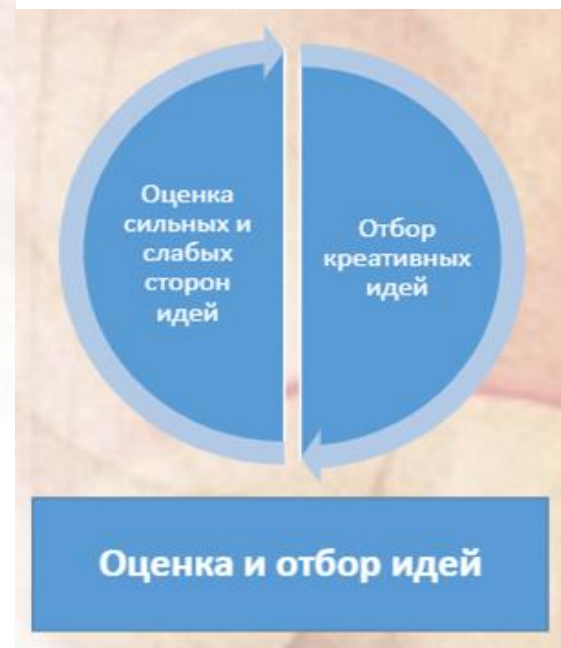 Оценка
сильных и
слабых
сторон
идей
Отбор
креативных
идей
Оценка и отбор идей